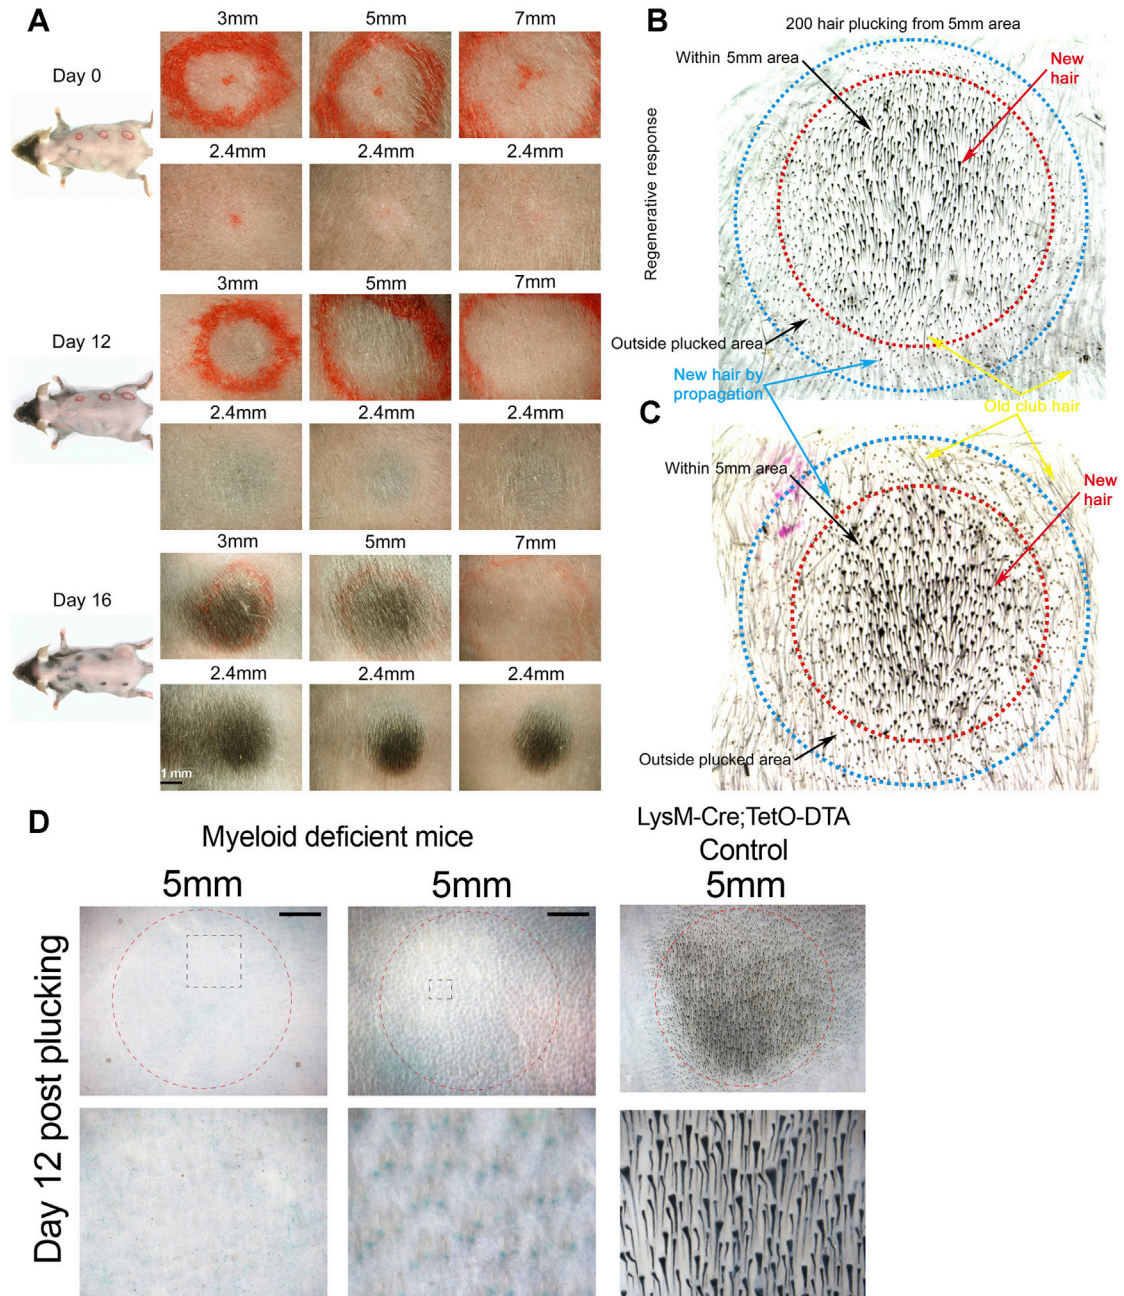 A
3mm
5mm
7mm
Day 0
2.4mm
2.4mm
2.4mm
3mm
5mm
7mm
Day 12
2.4mm
2.4mm
2.4mm
3mm
5mm
7mm
Day 16
2.4mm
2.4mm
2.4mm
1 mm
B
200 hair plucking from 5mm area
Within 5mm area
New
hair
Regenerative response
Outside plucked area
New hair by
propagation
Old club hair
C
Within 5mm area
New
hair
Outside plucked area
D
Myeloid deficient mice
LysM-Cre;TetO-DTA
Control
5mm
5mm
5mm
Day 12 post plucking